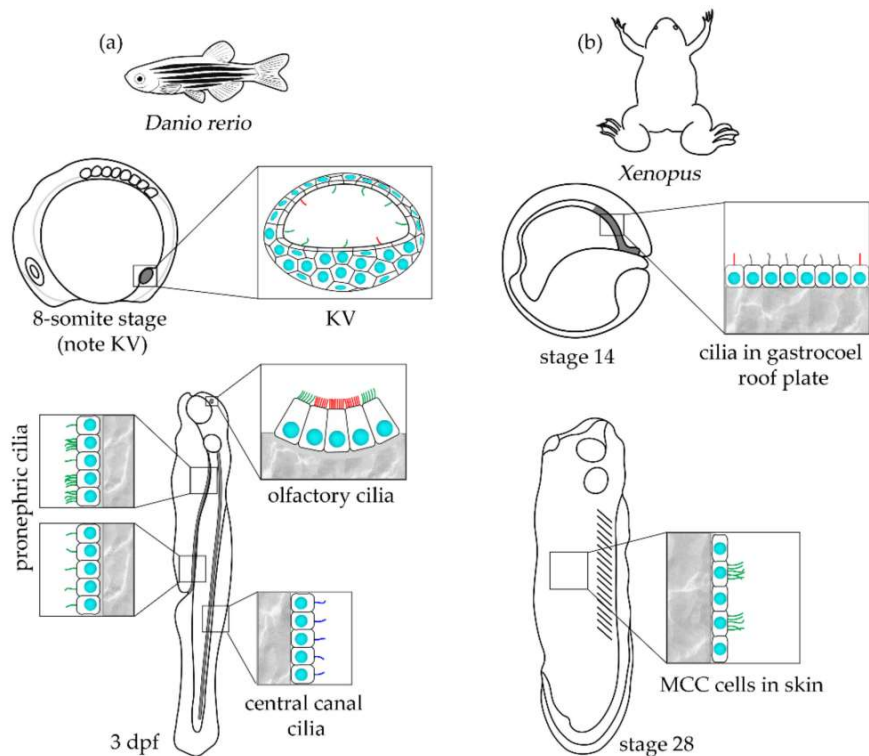 (a)
Danio rerio
8-somite stage
(note KV)
KV
pronephric cilia
olfactory cilia
central canal
cilia
3 dpf
(b)
Xenopus
stage 14
cilia in gastrocoel
roof plate
MCC cells in skin
stage 28